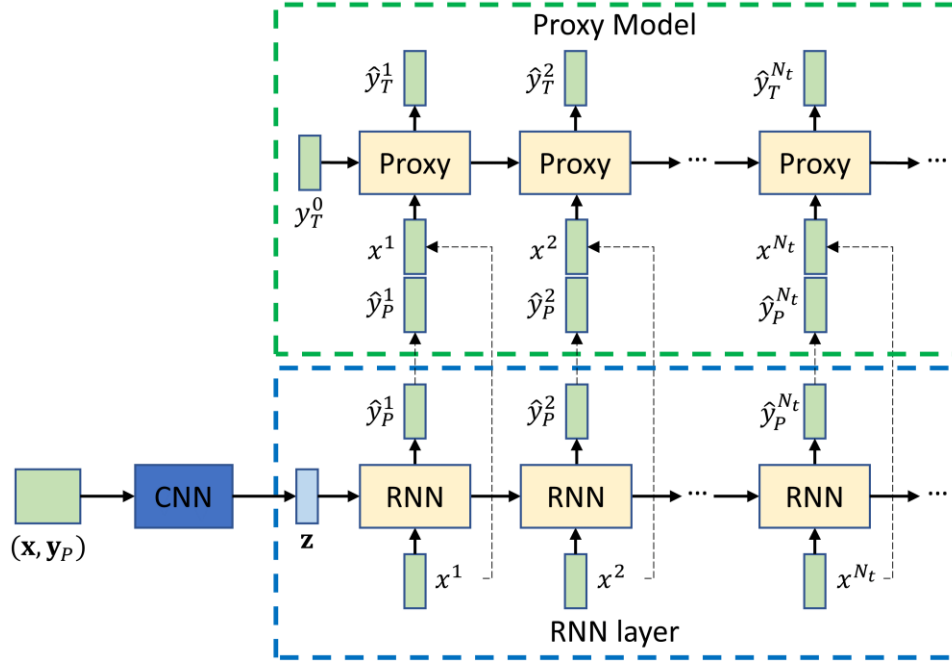 Proxy Model
ŷ_T^1 ŷ_T^2 ŷ_T^{N_t}
Proxy Proxy ... Proxy ...
y_T^0
x^1 x^2 x^{N_t}
ŷ_P^1 ŷ_P^2 ŷ_P^{N_t}
ŷ_P^1 ŷ_P^2 ŷ_P^{N_t}
CNN RNN RNN ... RNN ...
(𝐱, 𝐲_P) 𝐳
x^1 x^2 x^{N_t}
RNN layer